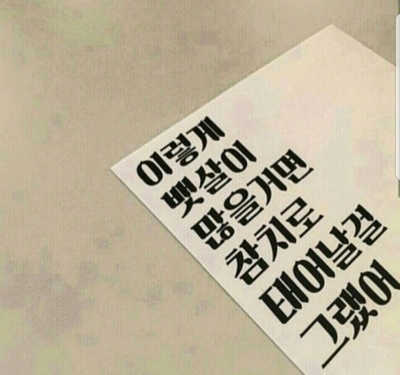 이렇게
뱃살이
많을거면
참치로
태어날걸
그랬어